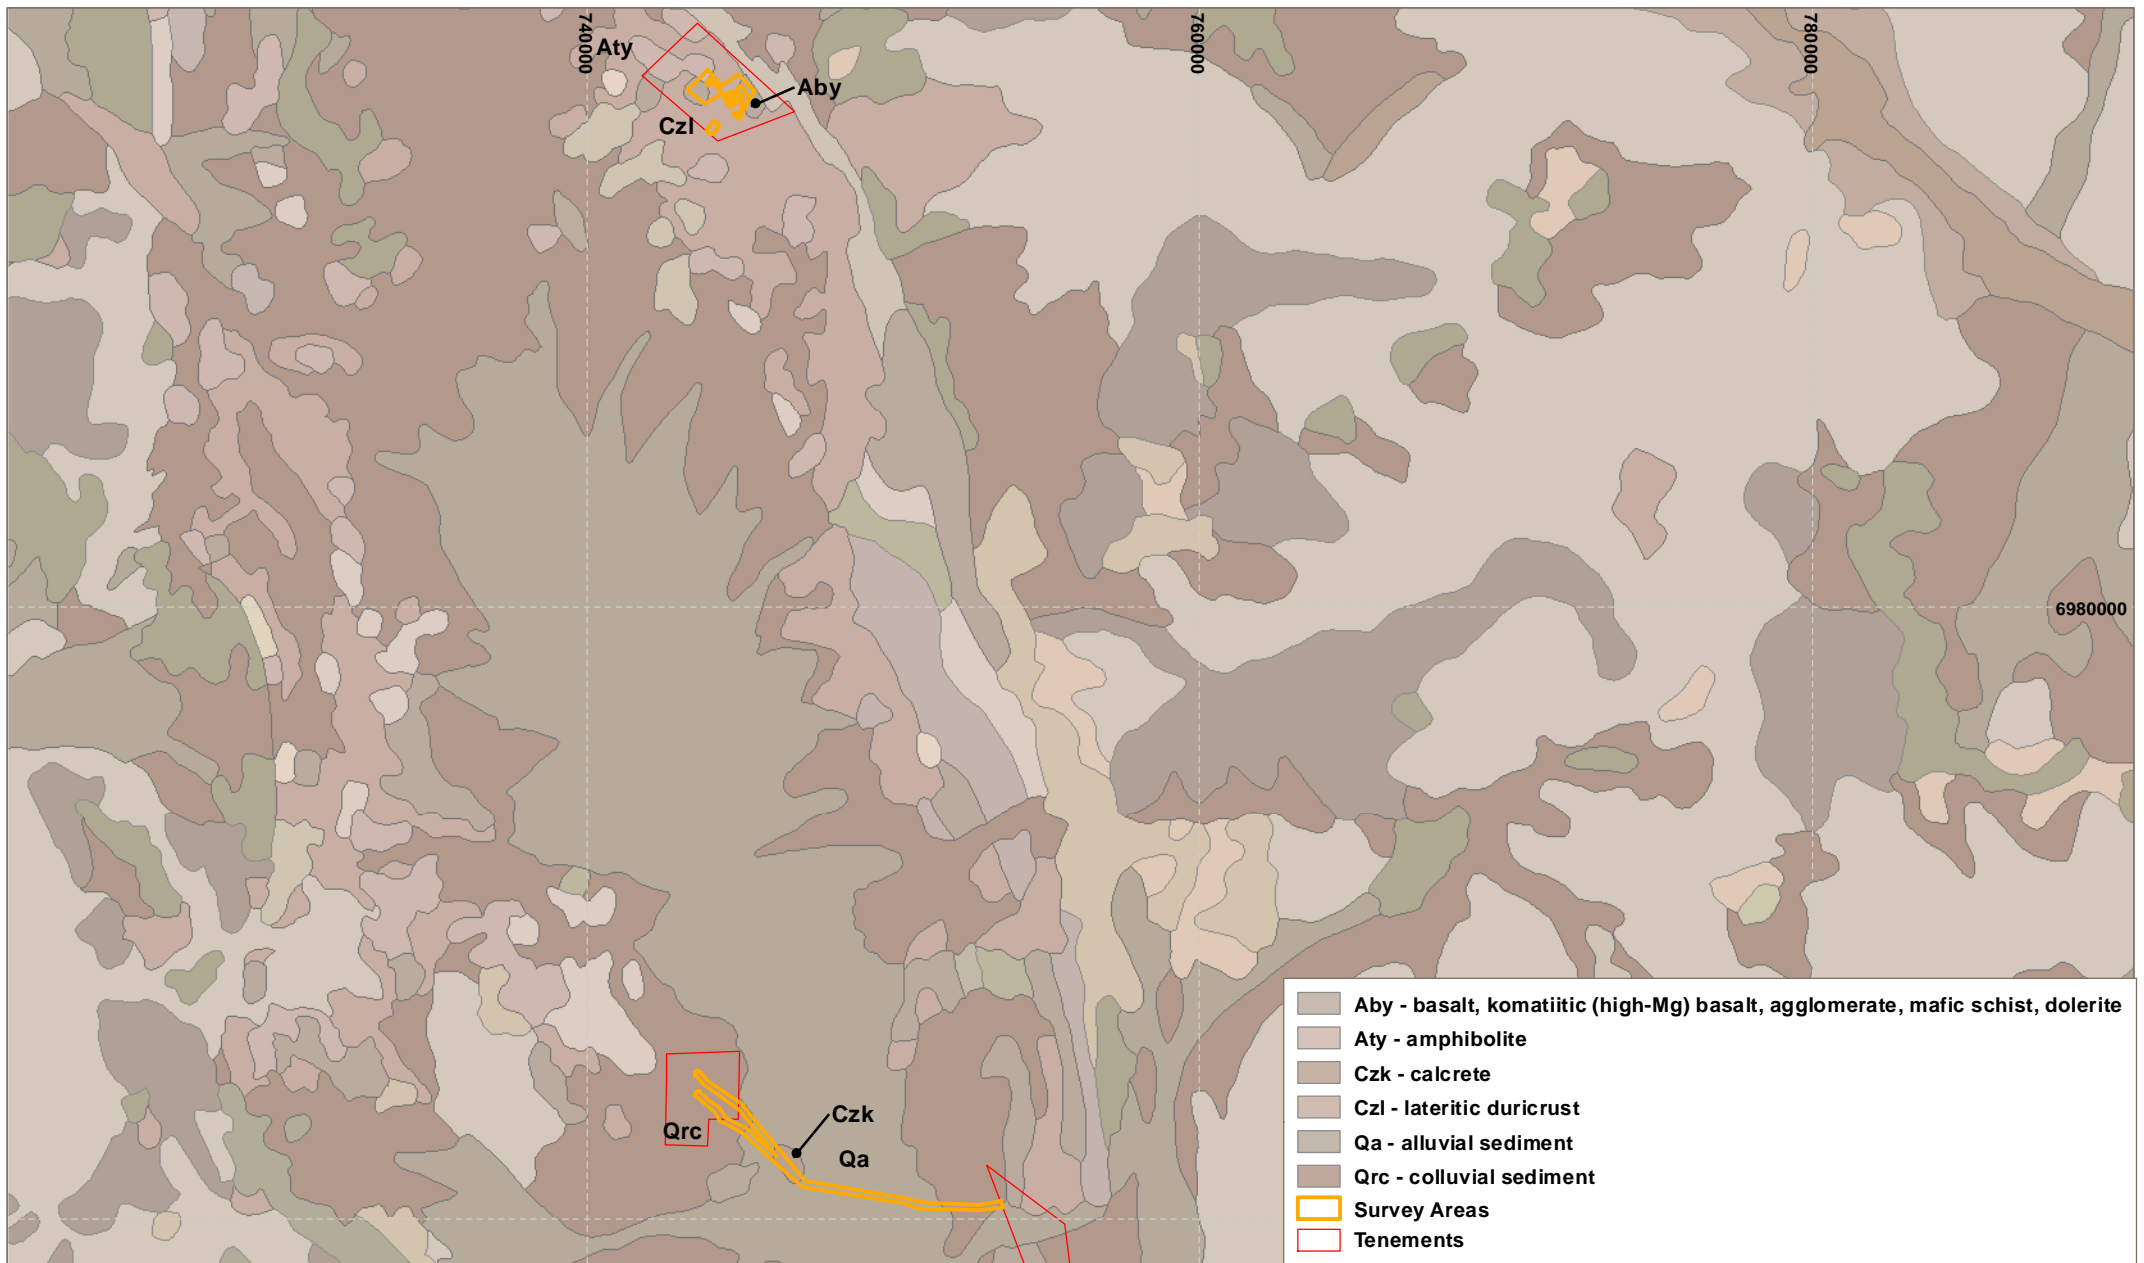 740000
760000
780000
Aty
Aby
Czl
6980000
Czk
Qrc
Qa
Aby - basalt, komatiitic (high-Mg) basalt, agglomerate, mafic schist, dolerite
Aty - amphibolite
Czk - calcrete
Czl - lateritic duricrust
Qa - alluvial sediment
Qrc - colluvial sediment
Survey Areas
Tenements